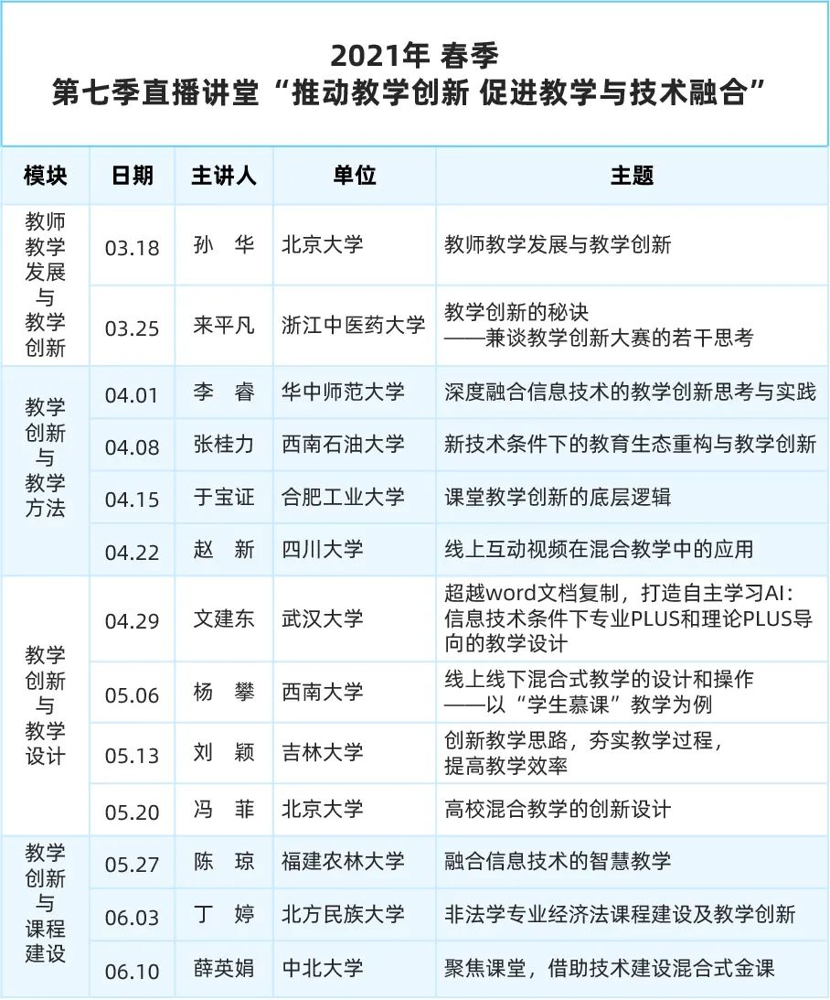 2021年 春季
第七季直播讲堂“推动教学创新 促进教学与技术融合”
模块 日期 主讲人 单位 主题
教师
教学
发展
与
教学
创新
03.18 孙 华 北京大学 教师教学发展与教学创新
03.25 来平凡 浙江中医药大学 教学创新的秘诀
——兼谈教学创新大赛的若干思考
教学
创新
与
教学
方法
04.01 李 睿 华中师范大学 深度融合信息技术的教学创新思考与实践
04.08 张桂力 西南石油大学 新技术条件下的教育生态重构与教学创新
04.15 于宝证 合肥工业大学 课堂教学创新的底层逻辑
04.22 赵 新 四川大学 线上互动视频在混合教学中的应用
教学
创新
与
教学
设计
04.29 文建东 武汉大学 超越word文档复制，打造自主学习AI：
信息技术条件下专业PLUS和理论PLUS导
向的教学设计
05.06 杨 攀 西南大学 线上线下混合式教学的设计和操作
——以“学生慕课”教学为例
05.13 刘 颖 吉林大学 创新教学思路，夯实教学过程，
提高教学效率
05.20 冯 菲 北京大学 高校混合教学的创新设计
教学
创新
与
课程
建设
05.27 陈 琼 福建农林大学 融合信息技术的智慧教学
06.03 丁 婷 北方民族大学 非法学专业经济法课程建设及教学创新
06.10 薛英娟 中北大学 聚焦课堂，借助技术建设混合式金课